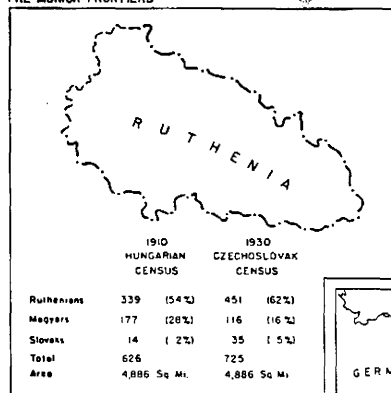 FRONTIERS
RUTHENIA
1910 1930
HUNGARIAN CZECHOSLOVAK
CENSUS CENSUS
Ruthenians 339 (54%) 451 (62%)
Magyars 177 (28%) 116 (16%)
Slovaks 14 (2%) 35 (5%)
Total 626 725
Area 4,886 Sq Mi. 4,886 Sq Mi.
GERM